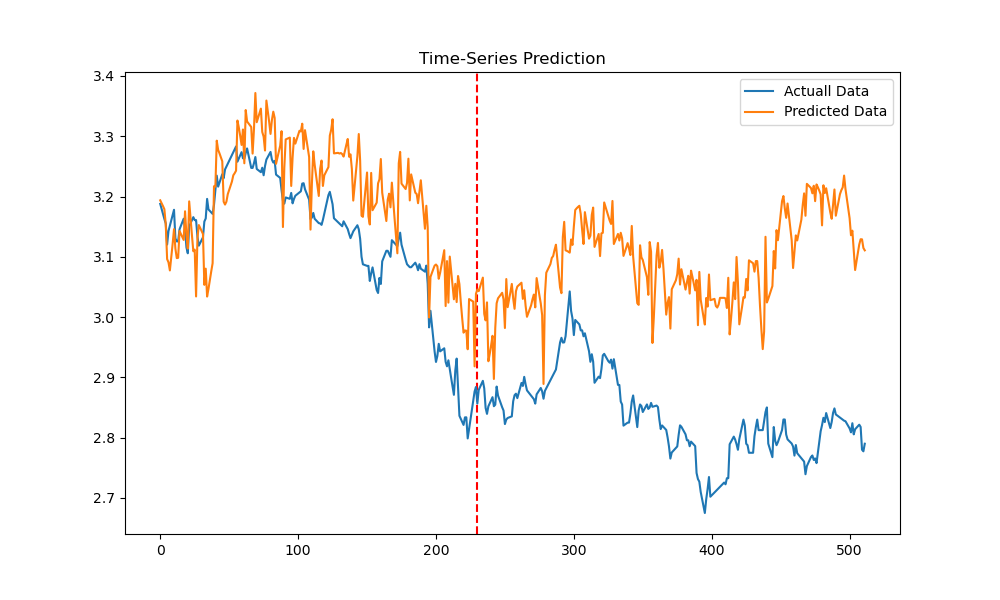 Time-Series Prediction
Actuall Data
Predicted Data
3.4
3.3
3.2
3.1
3.0
2.9
2.8
2.7
0 100 200 300 400 500